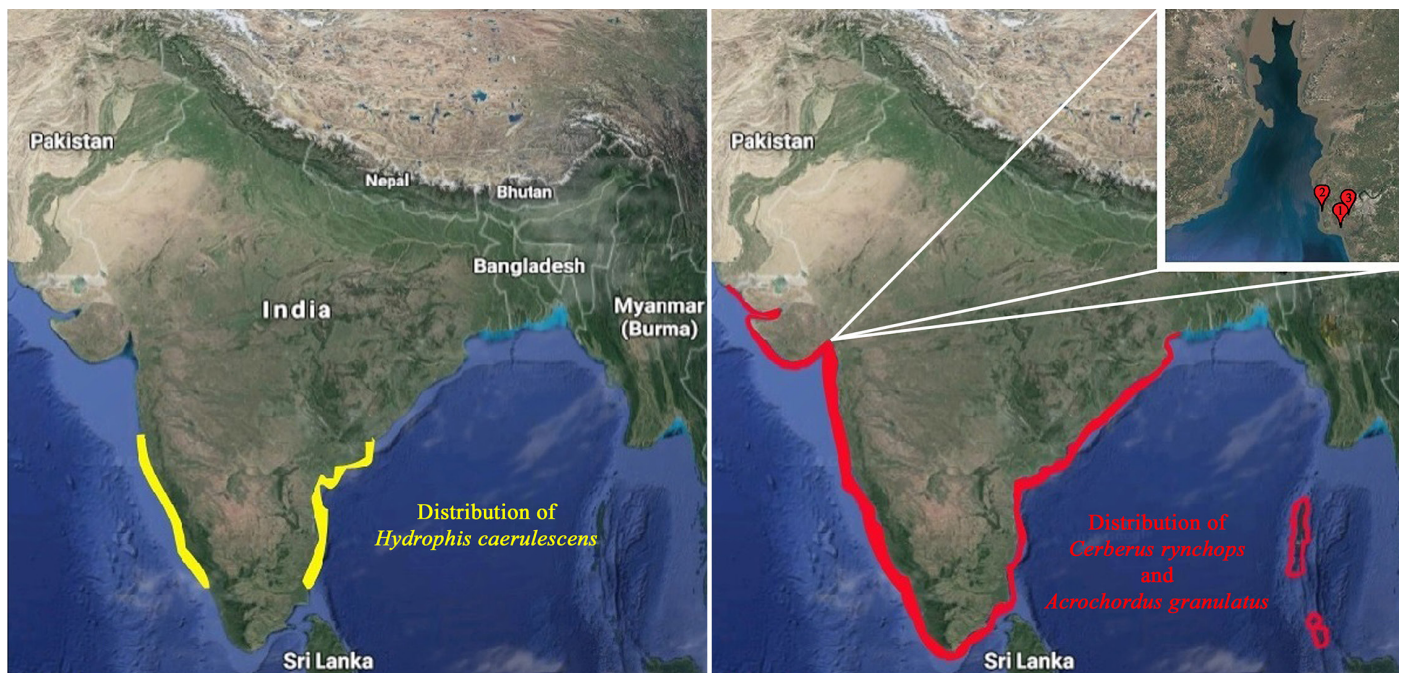 Pakistan
Nepal
Bhutan
Bangladesh
India
Myanmar
(Burma)
Distribution of
Hydrophis caerulescens
Sri Lanka
Pakistan
2
3
1
Distribution of
Cerberus rynchops
and
Acrochordus granulatus
Sri Lanka